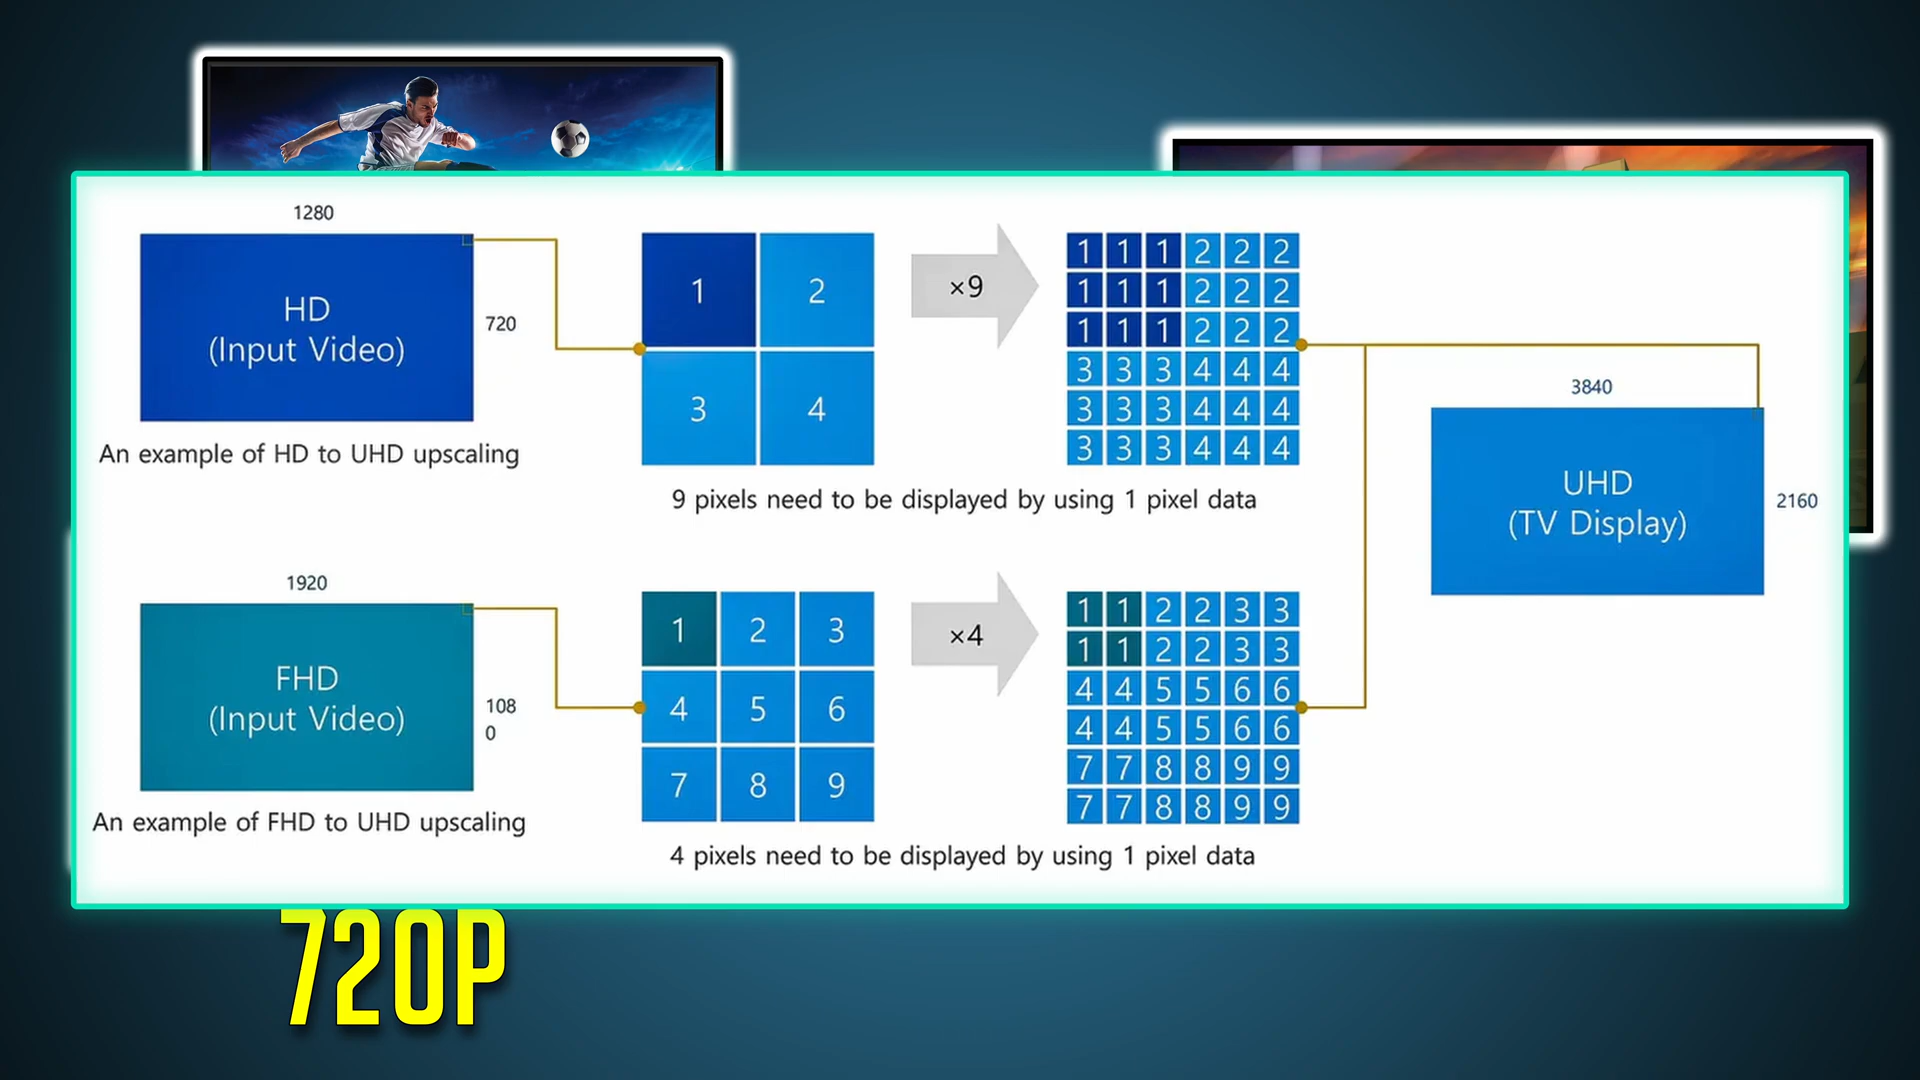 1280
HD
(Input Video)
720
An example of HD to UHD upscaling
1 2
3 4
×9
1 1 1 2 2 2
1 1 1 2 2 2
1 1 1 2 2 2
3 3 3 4 4 4
3 3 3 4 4 4
3 3 3 4 4 4
9 pixels need to be displayed by using 1 pixel data
3840
UHD
(TV Display)
2160
1920
FHD
(Input Video)
108
0
An example of FHD to UHD upscaling
1 2 3
4 5 6
7 8 9
×4
1 1 2 2 3 3
1 1 2 2 3 3
4 4 5 5 6 6
4 4 5 5 6 6
7 7 8 8 9 9
7 7 8 8 9 9
4 pixels need to be displayed by using 1 pixel data
720P